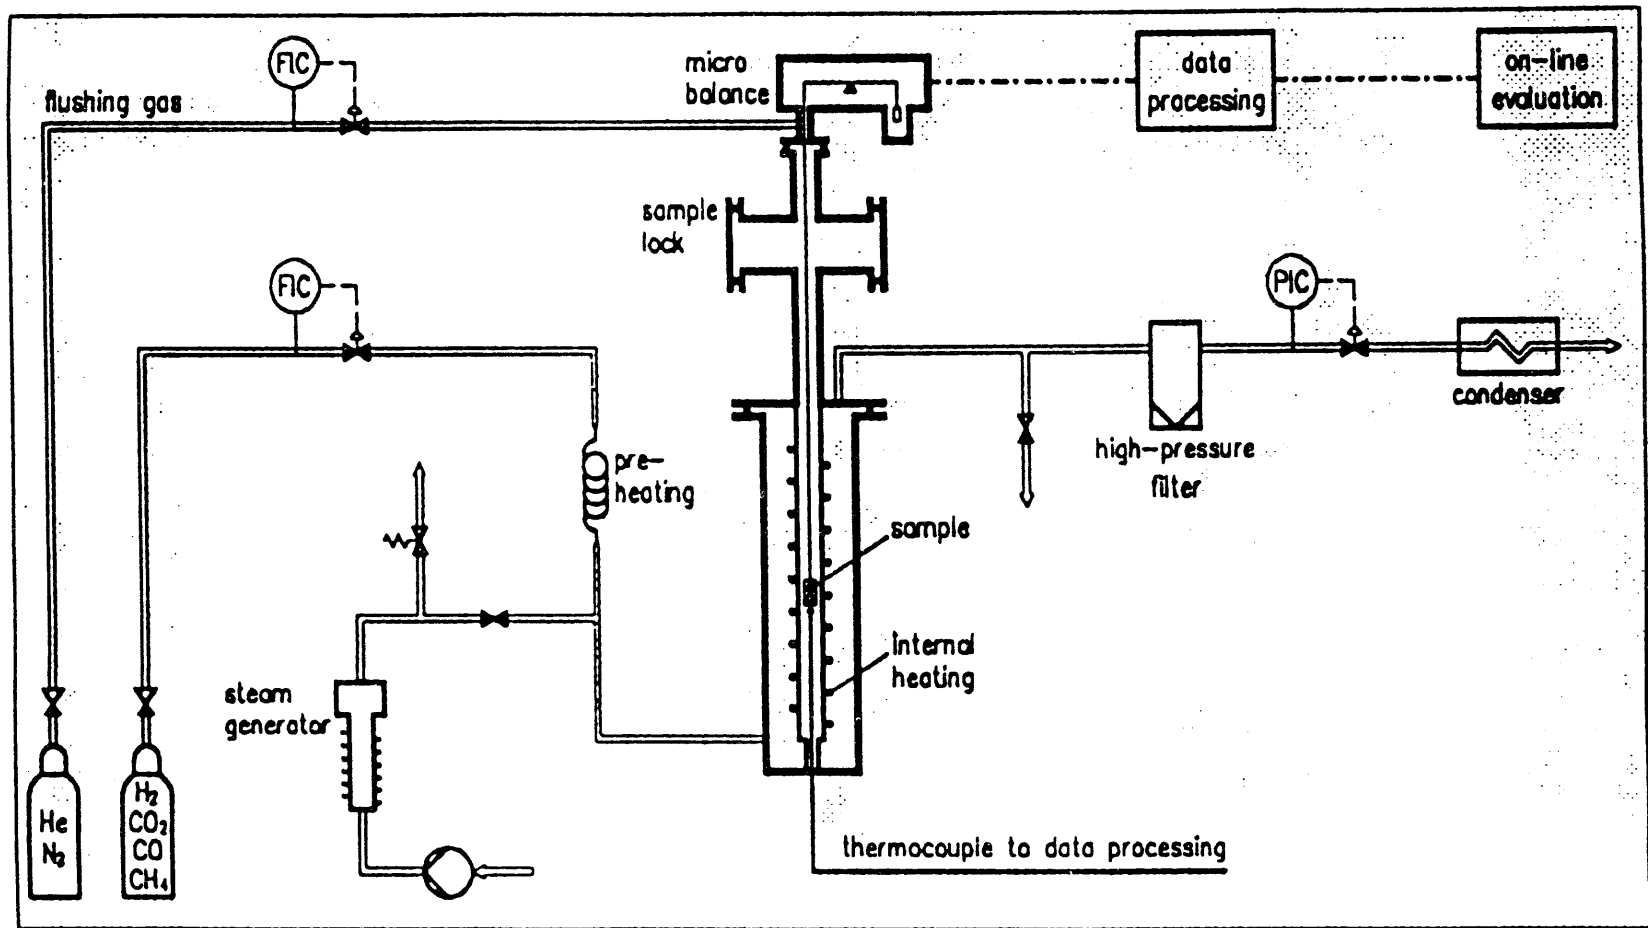 FIC
flushing gas
micro
balance
data
processing
on-line
evaluation
sample
lock
FIC
PIC
condenser
high-pressure
filter
pre-
heating
sample
internal
heating
steam
generator
He
N₂
H₂
CO₂
CO
CH₄
thermocouple to data processing